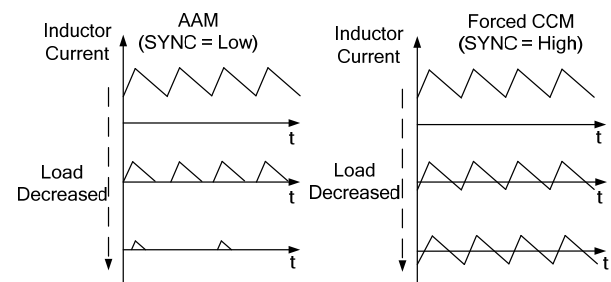 AAM
(SYNC = Low)
Inductor
Current
t
Load
Decreased
t
t
Forced CCM
(SYNC = High)
Inductor
Current
t
Load
Decreased
t
t